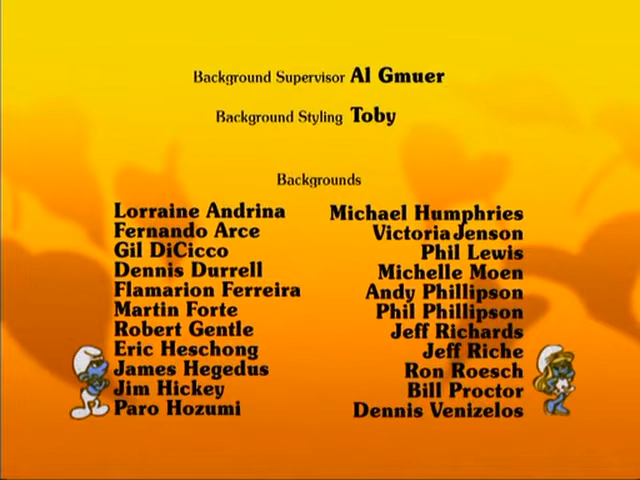 Background Supervisor Al Gmuer
Background Styling Toby
Backgrounds
Lorraine Andrina
Fernando Arce
Gil DiCicco
Dennis Durrell
Flamarion Ferreira
Martin Forte
Robert Gentle
Eric Heschong
James Hegedus
Jim Hickey
Paro Hozumi
Michael Humphries
Victoria Jenson
Phil Lewis
Michelle Moen
Andy Phillipson
Phil Phillipson
Jeff Richards
Jeff Riche
Ron Roesch
Bill Proctor
Dennis Venizelos